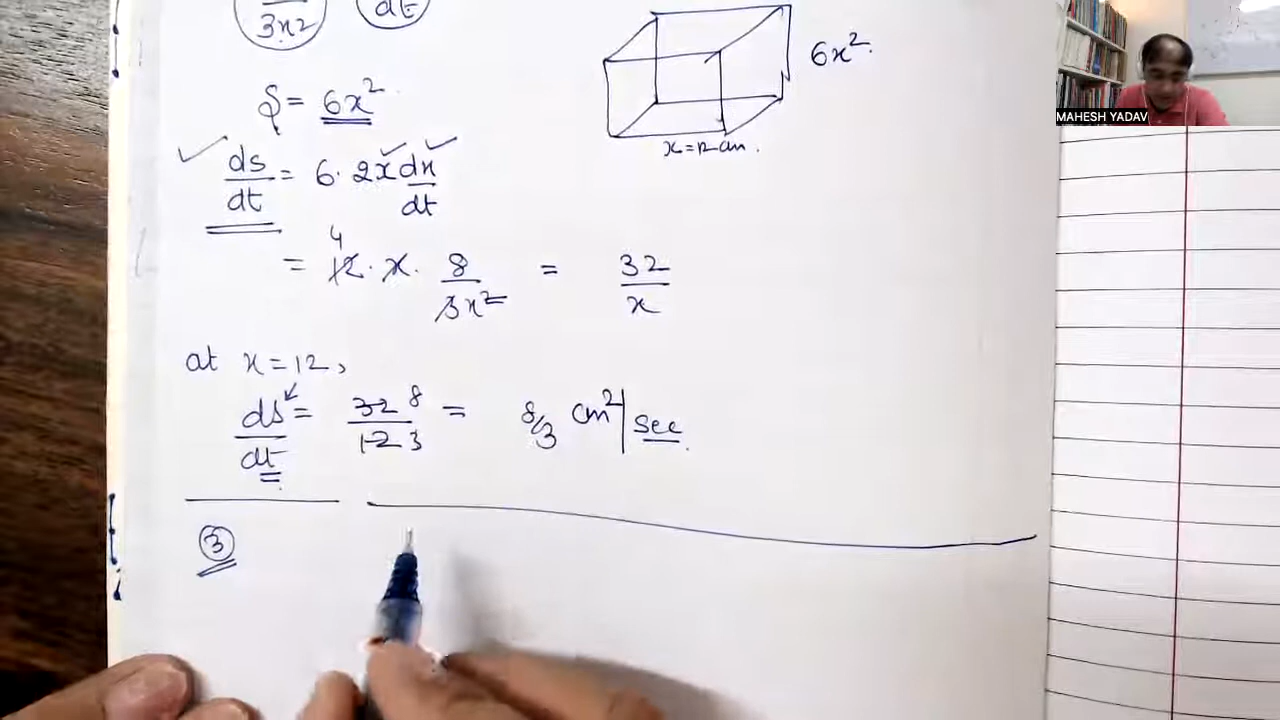 3x2
dt
6x².
S = 6x²
x = 12 cm.
ds/dt = 6·2x dx/dt
= 12 4 · x · 8/3x² = 32/x
at x = 12,
ds/dt = 32 8/12 3 = 8/3 cm²/sec.
③
MAHESH YADAV